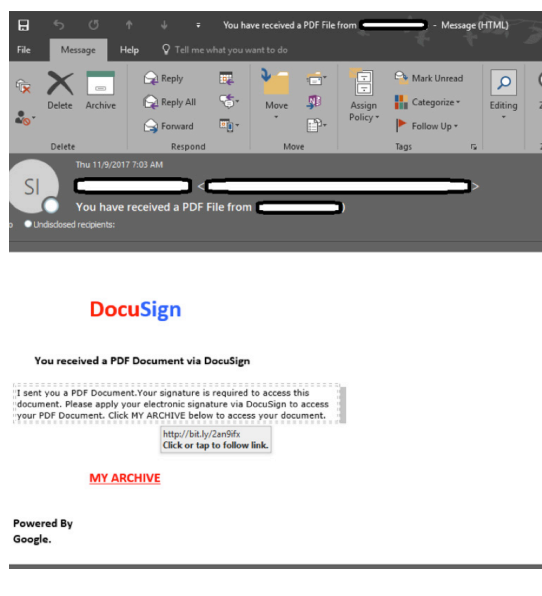 You have received a PDF File from - Message (HTML)
File Message Help Tell me what you want to do
Delete Archive Reply Reply All Forward Move Assign Policy Mark Unread Categorize Follow Up Editing
Delete Respond Move Tags
Thu 11/9/2017 7:03 AM
SI < >
You have received a PDF File from )
Undisclosed recipients:
DocuSign
You received a PDF Document via DocuSign
I sent you a PDF Document.Your signature is required to access this
document. Please apply your electronic signature via DocuSign to access
your PDF Document. Click MY ARCHIVE below to access your document.
http://bit.ly/2an9ifx
Click or tap to follow link.
MY ARCHIVE
Powered By
Google.